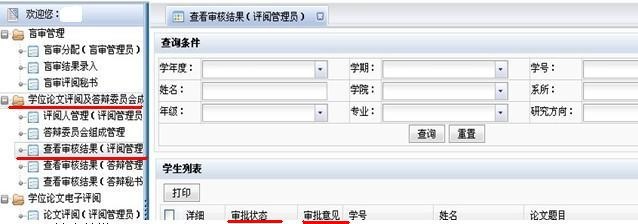 欢迎您：
盲审管理
盲审分配(盲审管理员)
盲审结果录入
盲审评阅秘书
学位论文评阅及答辩委员会成
评阅人管理(评阅管理员)
答辩委员会组成管理
查看审核结果(评阅管理
查看审核结果(答辩管理
查看审核结果(答辩秘书
学位论文电子评阅
论文评阅(评阅管理员)
查看审核结果(评阅管理员)
查询条件
学年度： 学期： 学号：
姓名： 学院： 系所：
年级： 专业： 研究方向：
查询 重置
学生列表
打印
详细 审批状态 审批意见 学号 姓名 论文题目